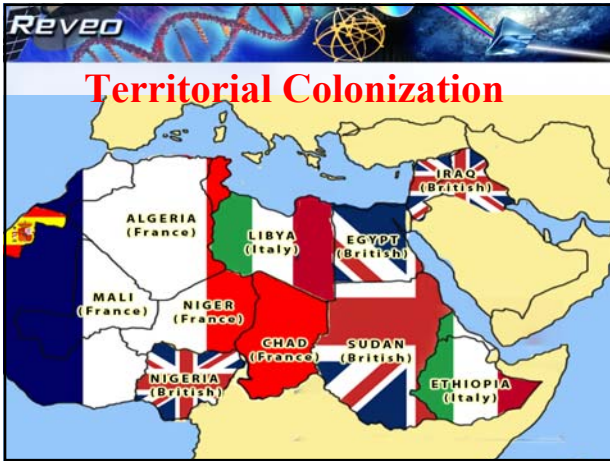 Reveo
Territorial Colonization
IRAQ
(British)
ALGERIA
(France)
LIBYA
(Italy)
EGYPT
(British)
MALI
(France)
NIGER
(France)
CHAD
(France)
SUDAN
(British)
NIGERIA
(British)
ETHIOPIA
(Italy)